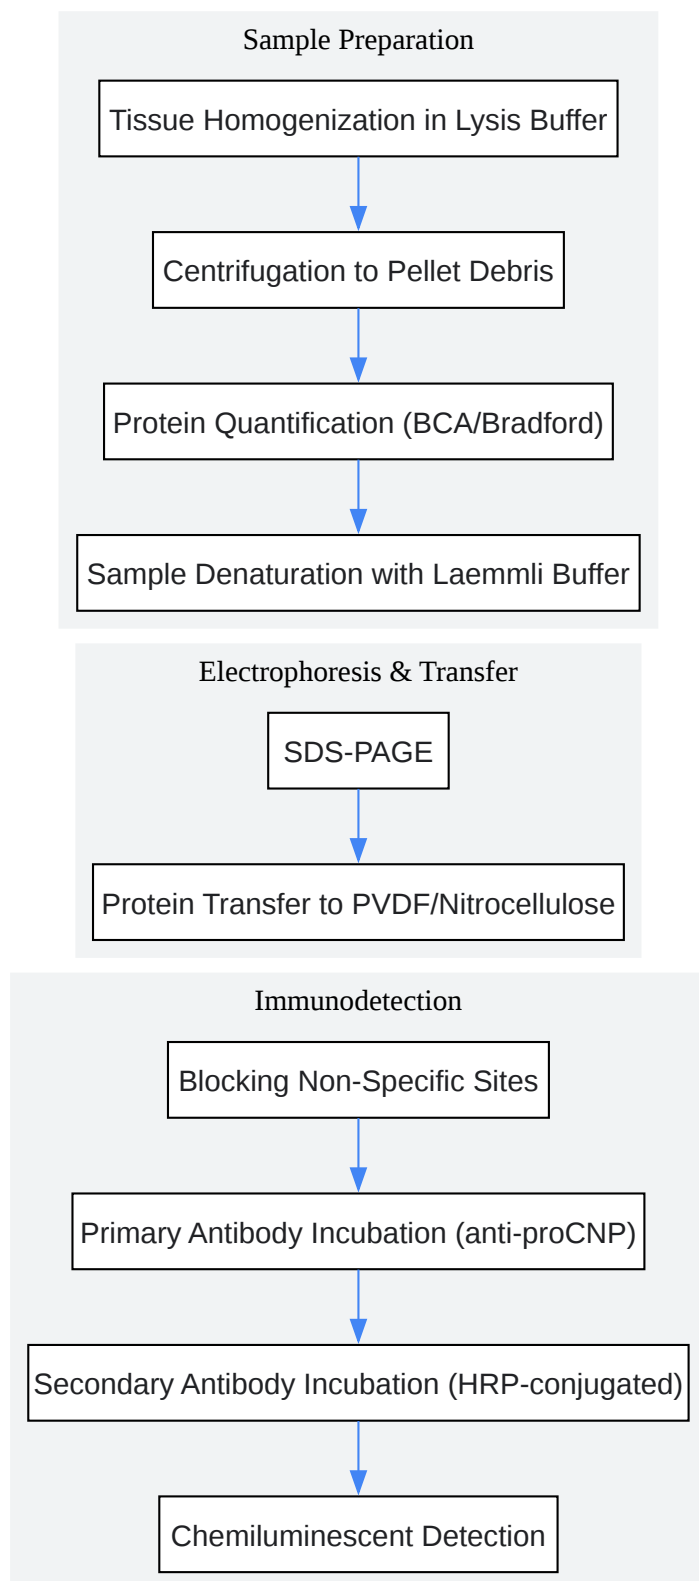 Sample Preparation
Tissue Homogenization in Lysis Buffer
Centrifugation to Pellet Debris
Protein Quantification (BCA/Bradford)
Sample Denaturation with Laemmli Buffer
Electrophoresis & Transfer
SDS-PAGE
Protein Transfer to PVDF/Nitrocellulose
Immunodetection
Blocking Non-Specific Sites
Primary Antibody Incubation (anti-proCNP)
Secondary Antibody Incubation (HRP-conjugated)
Chemiluminescent Detection